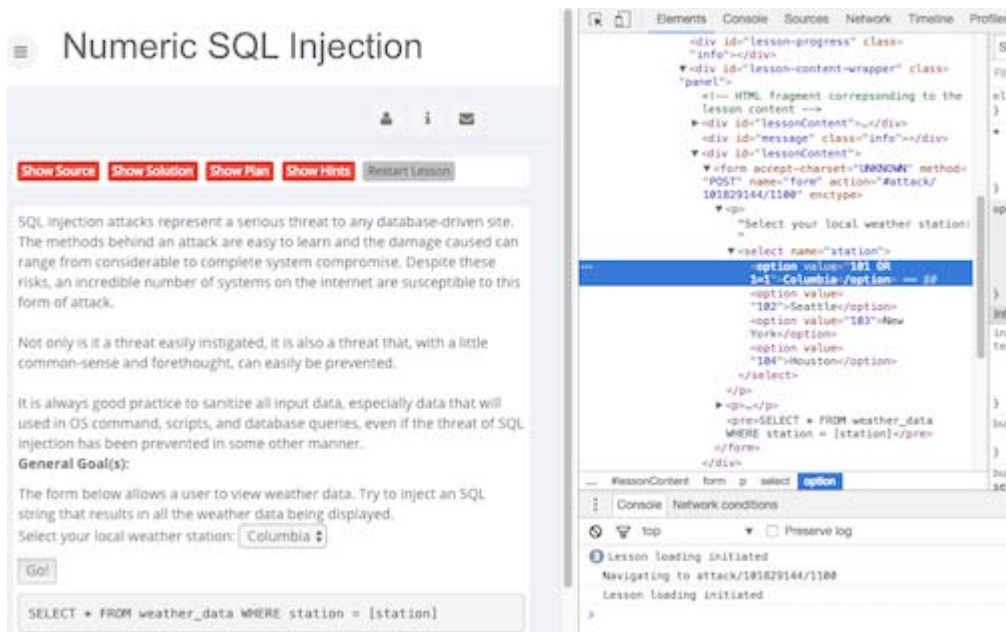 Numeric SQL Injection
Show Source Show Solution Show Plan Show Hints Restart Lesson
SQL injection attacks represent a serious threat to any database-driven site.
The methods behind an attack are easy to learn and the damage caused can
range from considerable to complete system compromise. Despite these
risks, an incredible number of systems on the internet are susceptible to this
form of attack.
Not only is it a threat easily instigated, it is also a threat that, with a little
common-sense and forethought, can easily be prevented.
It is always good practice to sanitize all input data, especially data that will
used in OS command, scripts, and database queries, even if the threat of SQL
injection has been prevented in some other manner.
General Goal(s):
The form below allows a user to view weather data. Try to inject an SQL
string that results in all the weather data being displayed.
Select your local weather station: Columbia
Go!
SELECT * FROM weather_data WHERE station = [station]
Elements Console Sources Network Timeline Profiles
<div id="lesson-progress" class=
"info"></div>
▼<div id="lesson-content-wrapper" class=
"panel">
<!-- HTML fragment correpsonding to the
lesson content -->
▶<div id="lessonContent">…</div>
<div id="message" class="info"></div>
▼<div id="lessonContent">
▼<form accept-charset="UNKNOWN" method=
"POST" name="form" action="#attack/
101829144/1100" enctype>
▼<p>
"Select your local weather station:
"
▼<select name="station">
<option value="101 OR
1=1">Columbia</option> == $0
<option value=
"102">Seattle</option>
<option value="103">New
York</option>
<option value=
"104">Houston</option>
</select>
</p>
▶<p>…</p>
<pre>SELECT * FROM weather_data
WHERE station = [station]</pre>
</form>
</div>
... #lessonContent form p select option
Console Network conditions
top Preserve log
Lesson loading initiated
Navigating to attack/101829144/1100
Lesson loading initiated
>